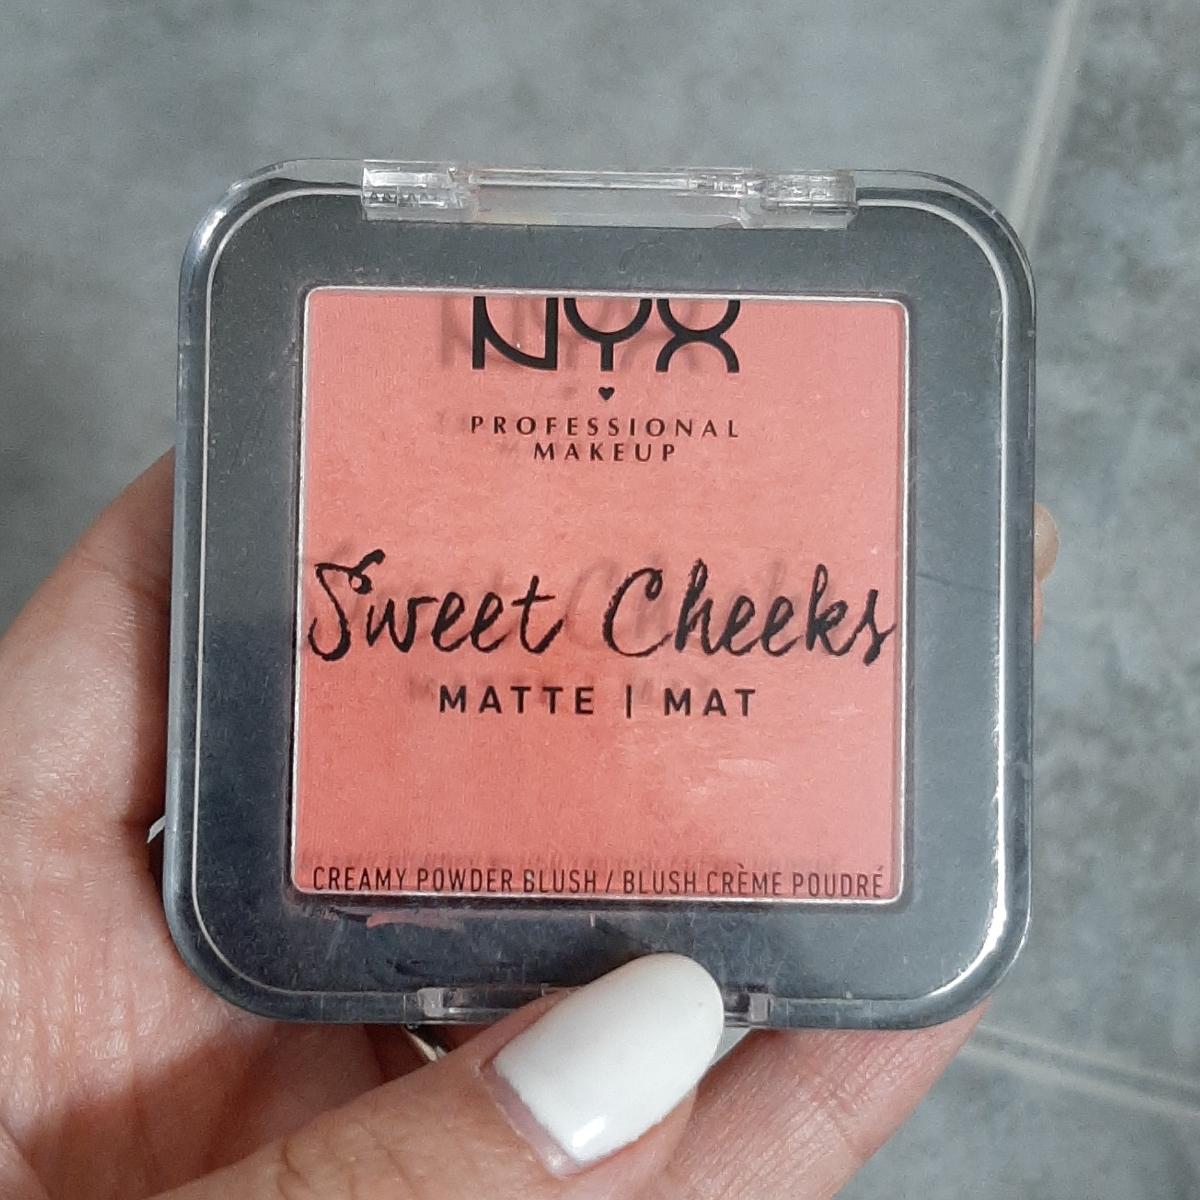 NYX
PROFESSIONAL
MAKEUP
Sweet Cheeks
MATTE | MAT
CREAMY POWDER BLUSH / BLUSH CRÈME POUDRÉ